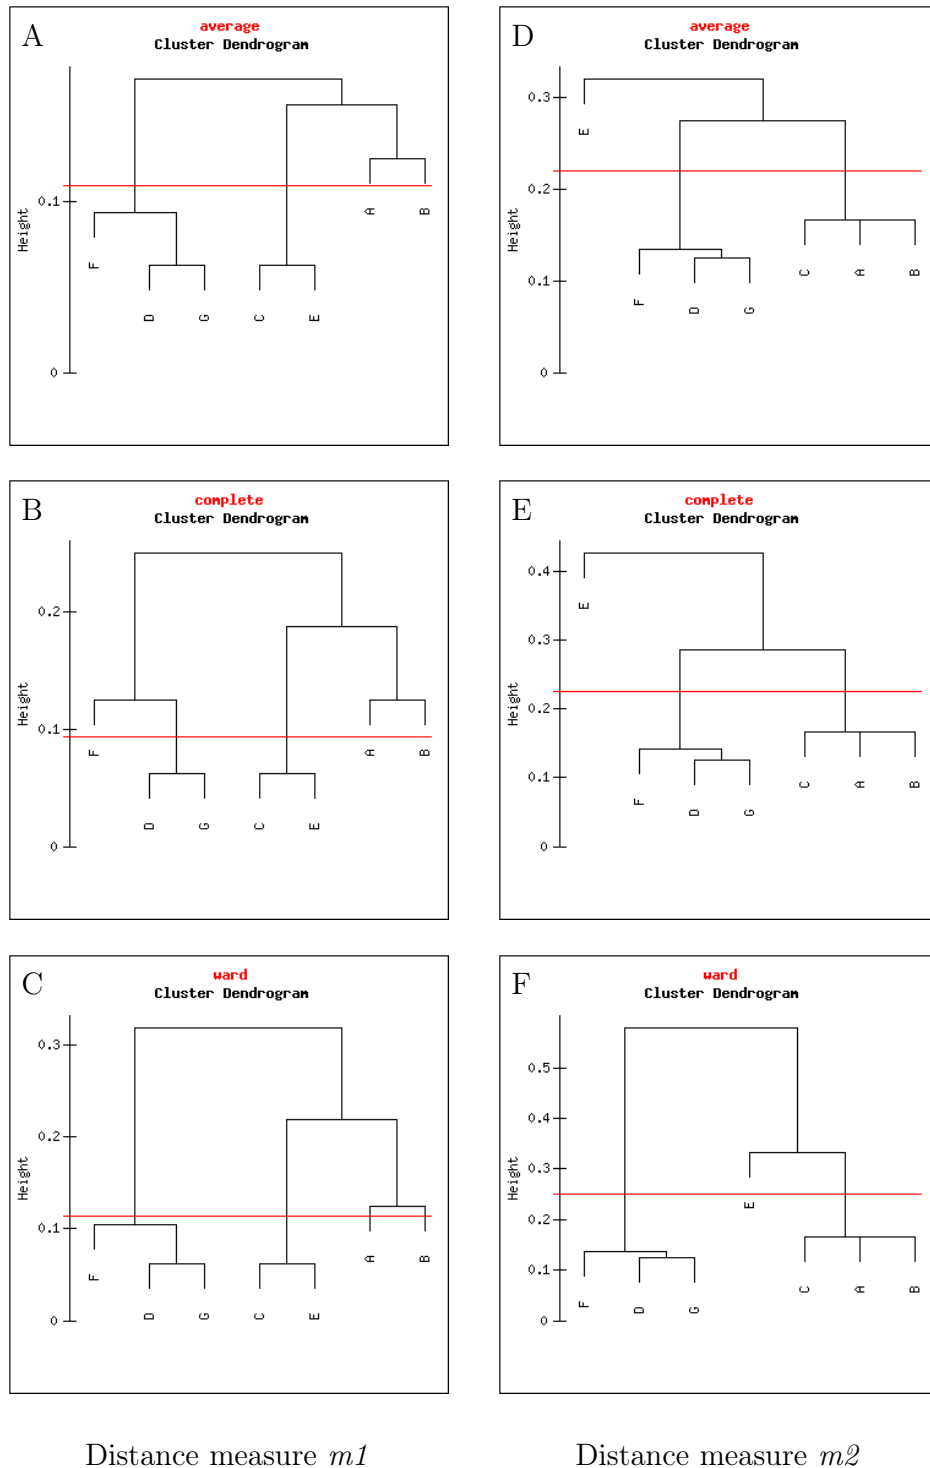 A
average
Cluster Dendrogram
Height
0.1
0
F
D
G
C
E
A
B
D
average
Cluster Dendrogram
Height
0.3
0.2
0.1
0
E
F
D
G
C
A
B
B
complete
Cluster Dendrogram
Height
0.2
0.1
0
F
D
G
C
E
A
B
E
complete
Cluster Dendrogram
Height
0.4
0.3
0.2
0.1
0
E
F
D
G
C
A
B
C
ward
Cluster Dendrogram
Height
0.3
0.2
0.1
0
F
D
G
C
E
A
B
F
ward
Cluster Dendrogram
Height
0.5
0.4
0.3
0.2
0.1
0
F
D
G
E
C
A
B
Distance measure m1
Distance measure m2